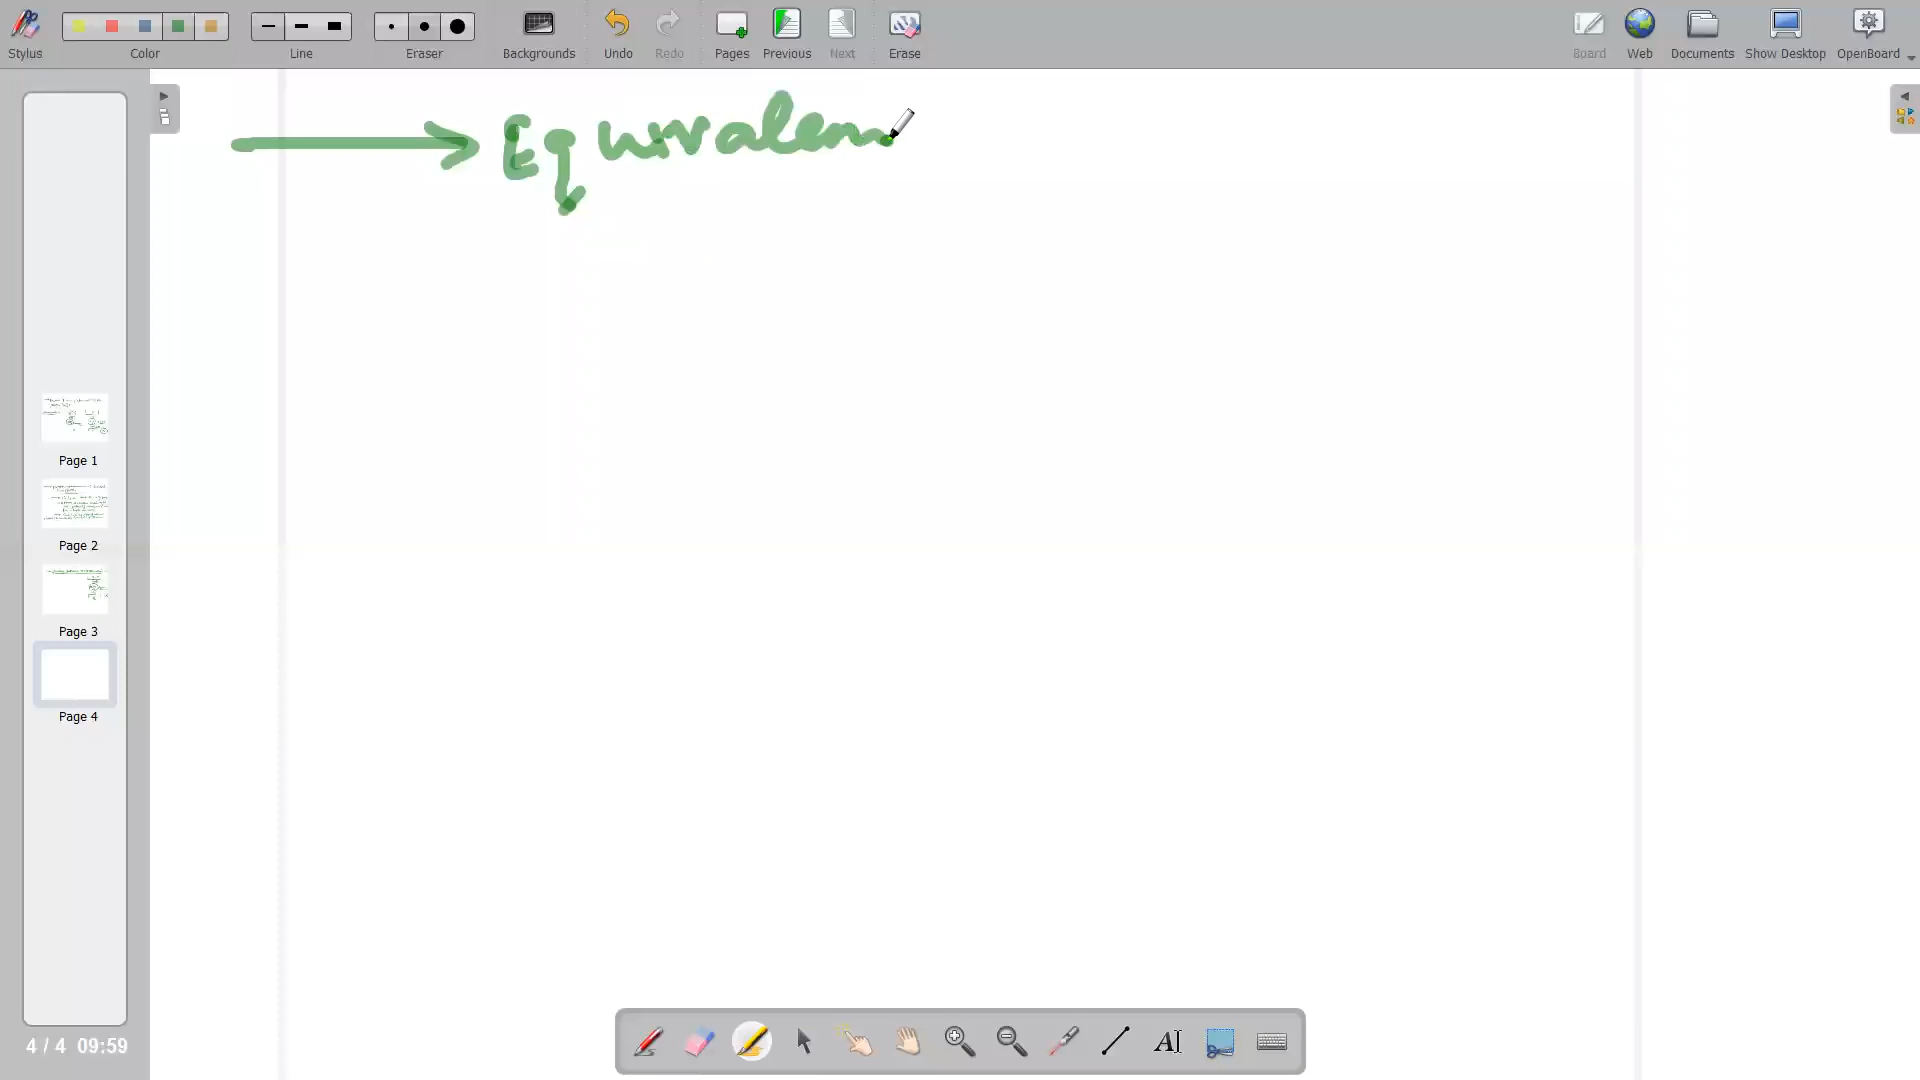 Stylus Color Line Eraser Backgrounds Undo Redo Pages Previous Next Erase Board Web Documents Show Desktop OpenBoard
→ Equivalen
Page 1
Page 2
Page 3
Page 4
4 / 4 09:59